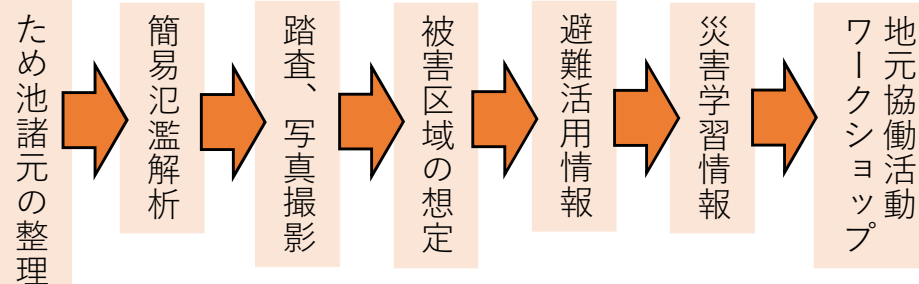 ため池諸元の整理
簡易氾濫解析
踏査、写真撮影
被害区域の想定
避難活用情報
災害学習情報
地元協働活動
ワークショップ